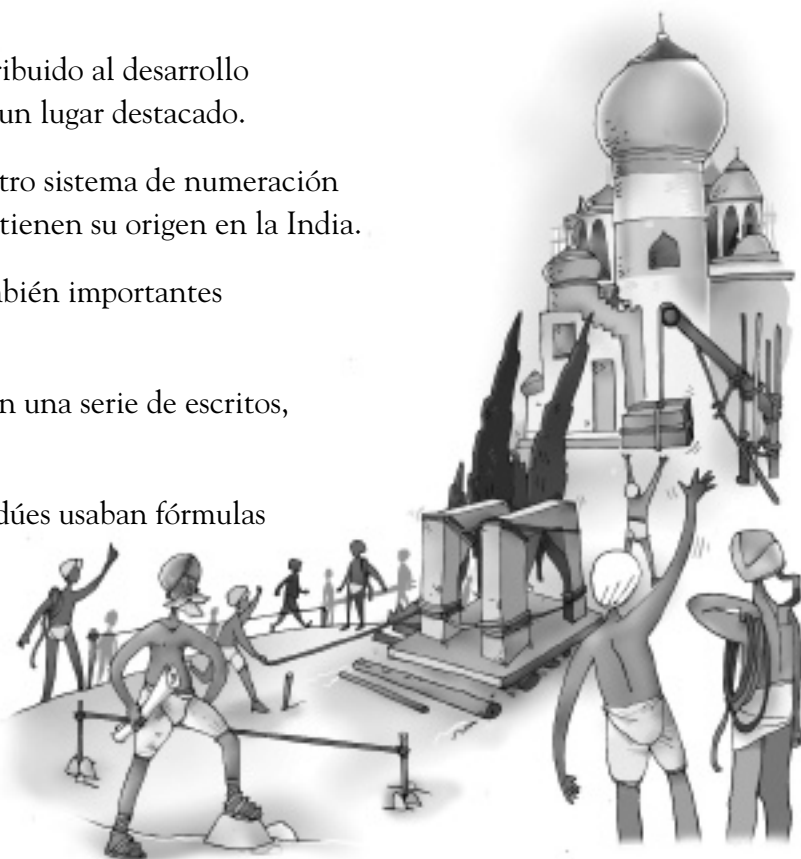 ribuido al desarrollo
un lugar destacado.
tro sistema de numeración
tienen su origen en la India.
mbién importantes
n una serie de escritos,
dúes usaban fórmulas